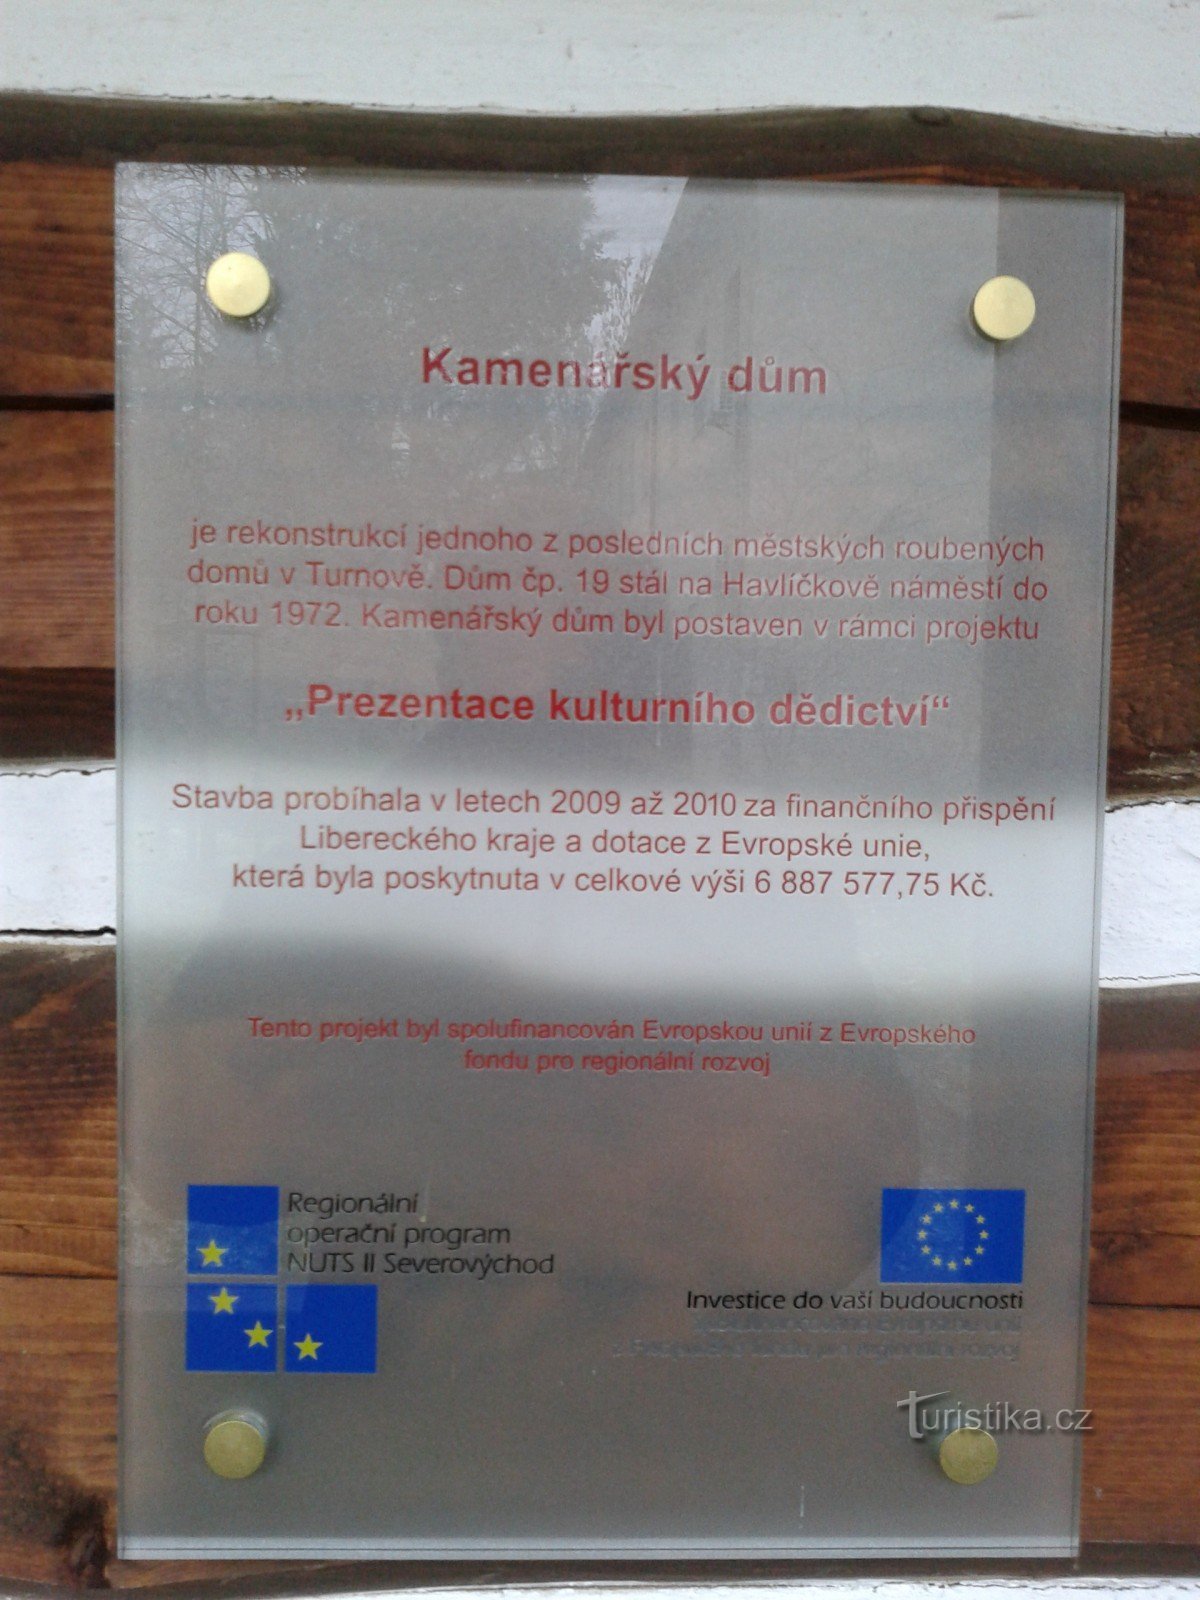 Kamenářský dům
je rekonstrukcí jednoho z posledních městských roubených
domů v Turnově. Dům čp. 19 stál na Havlíčkově náměstí do
roku 1972. Kamenářský dům byl postaven v rámci projektu
„Prezentace kulturního dědictví“
Stavba probíhala v letech 2009 až 2010 za finančního přispění
Libereckého kraje a dotace z Evropské unie,
která byla poskytnuta v celkové výši 6 887 577,75 Kč.
Tento projekt byl spolufinancován Evropskou unií z Evropského
fondu pro regionální rozvoj
Regionální
operační program
NUTS II Severovýchod
Investice do vaší budoucnosti
Turistika.cz